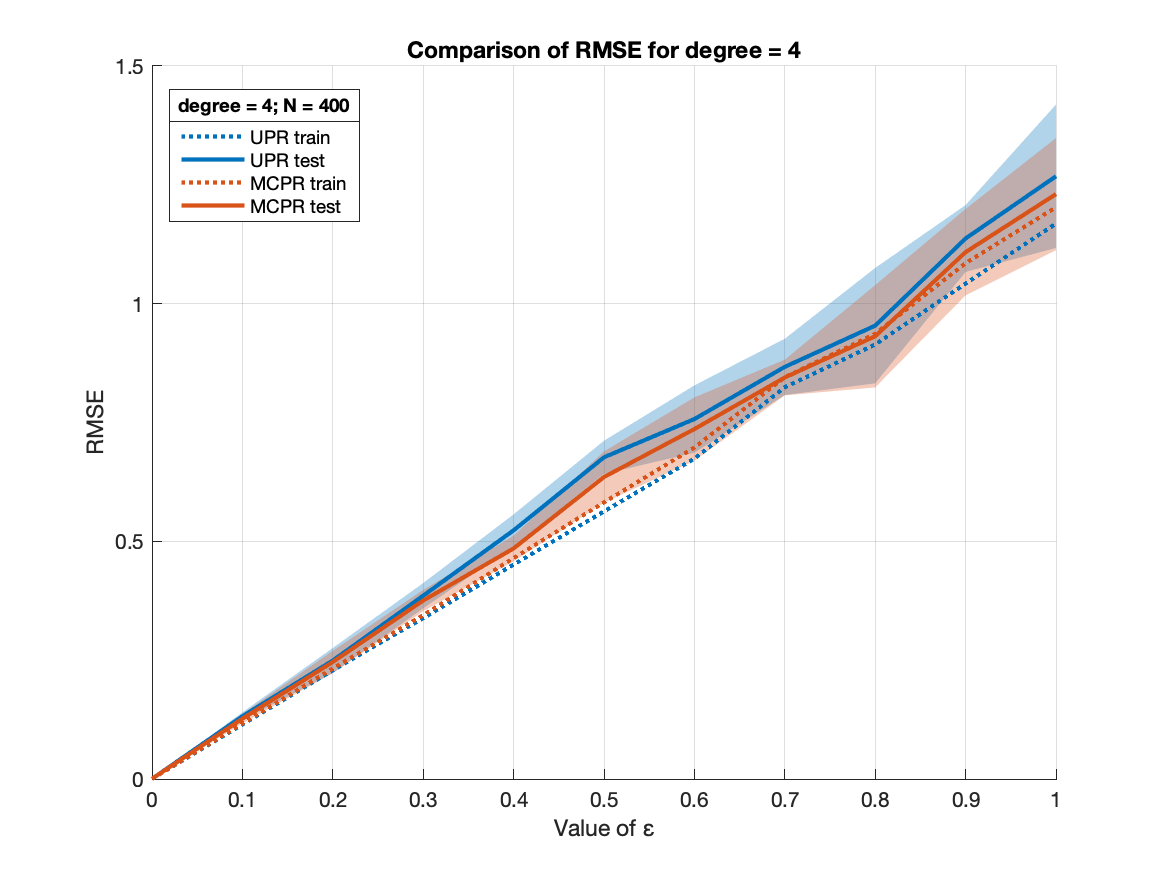 Comparison of RMSE for degree = 4
1.5
degree = 4; N = 400
UPR train
UPR test
MCPR train
MCPR test
1
RMSE
0.5
0
0 0.1 0.2 0.3 0.4 0.5 0.6 0.7 0.8 0.9 1
Value of ε